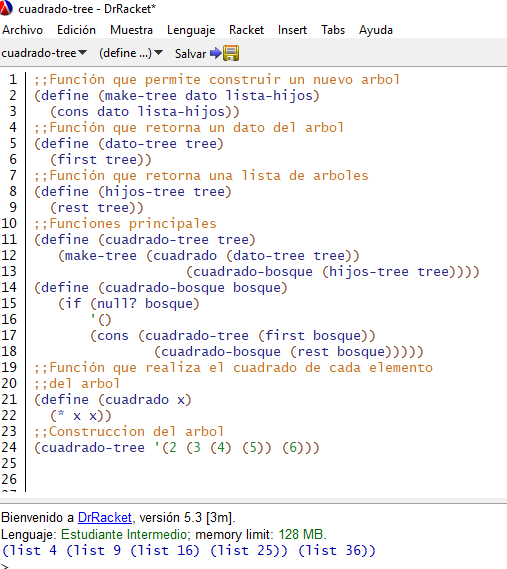 cuadrado-tree - DrRacket*
Archivo Edición Muestra Lenguaje Racket Insert Tabs Ayuda
cuadrado-tree (define ...) Salvar
1 ;;Función que permite construir un nuevo arbol
2 (define (make-tree dato lista-hijos)
3 (cons dato lista-hijos))
4 ;;Función que retorna un dato del arbol
5 (define (dato-tree tree)
6 (first tree))
7 ;;Función que retorna una lista de arboles
8 (define (hijos-tree tree)
9 (rest tree))
10 ;;Funciones principales
11 (define (cuadrado-tree tree)
12 (make-tree (cuadrado (dato-tree tree))
13 (cuadrado-bosque (hijos-tree tree))))
14 (define (cuadrado-bosque bosque)
15 (if (null? bosque)
16 '()
17 (cons (cuadrado-tree (first bosque))
18 (cuadrado-bosque (rest bosque)))))
19 ;;Función que realiza el cuadrado de cada elemento
20 ;;del arbol
21 (define (cuadrado x)
22 (* x x))
23 ;;Construccion del arbol
24 (cuadrado-tree '(2 (3 (4) (5)) (6)))
25
26
27
Bienvenido a DrRacket, versión 5.3 [3m].
Lenguaje: Estudiante Intermedio; memory limit: 128 MB.
(list 4 (list 9 (list 16) (list 25)) (list 36))
>